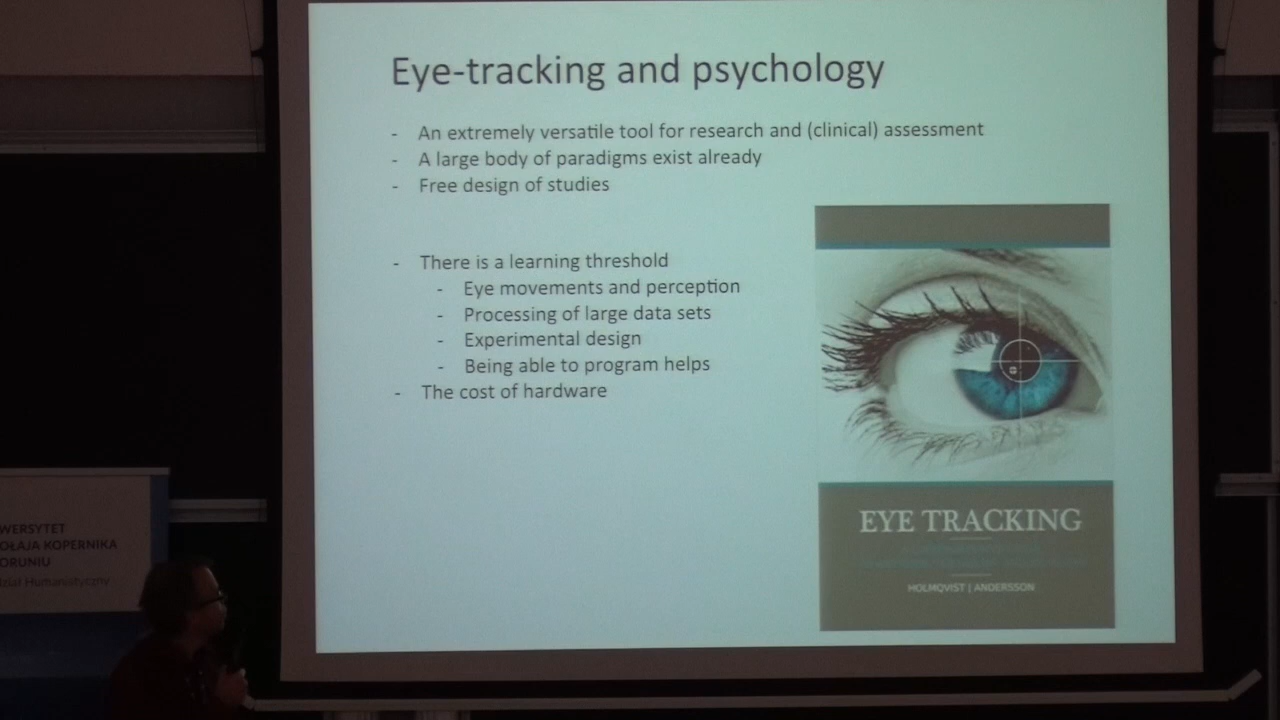 Eye-tracking and psychology
- An extremely versatile tool for research and (clinical) assessment
- A large body of paradigms exist already
- Free design of studies
- There is a learning threshold
- Eye movements and perception
- Processing of large data sets
- Experimental design
- Being able to program helps
- The cost of hardware
EYE TRACKING
HOLMQVIST | ANDERSSON
WERSYTET
OŁAJA KOPERNIKA
ORUNIU
dział Humanistyczny